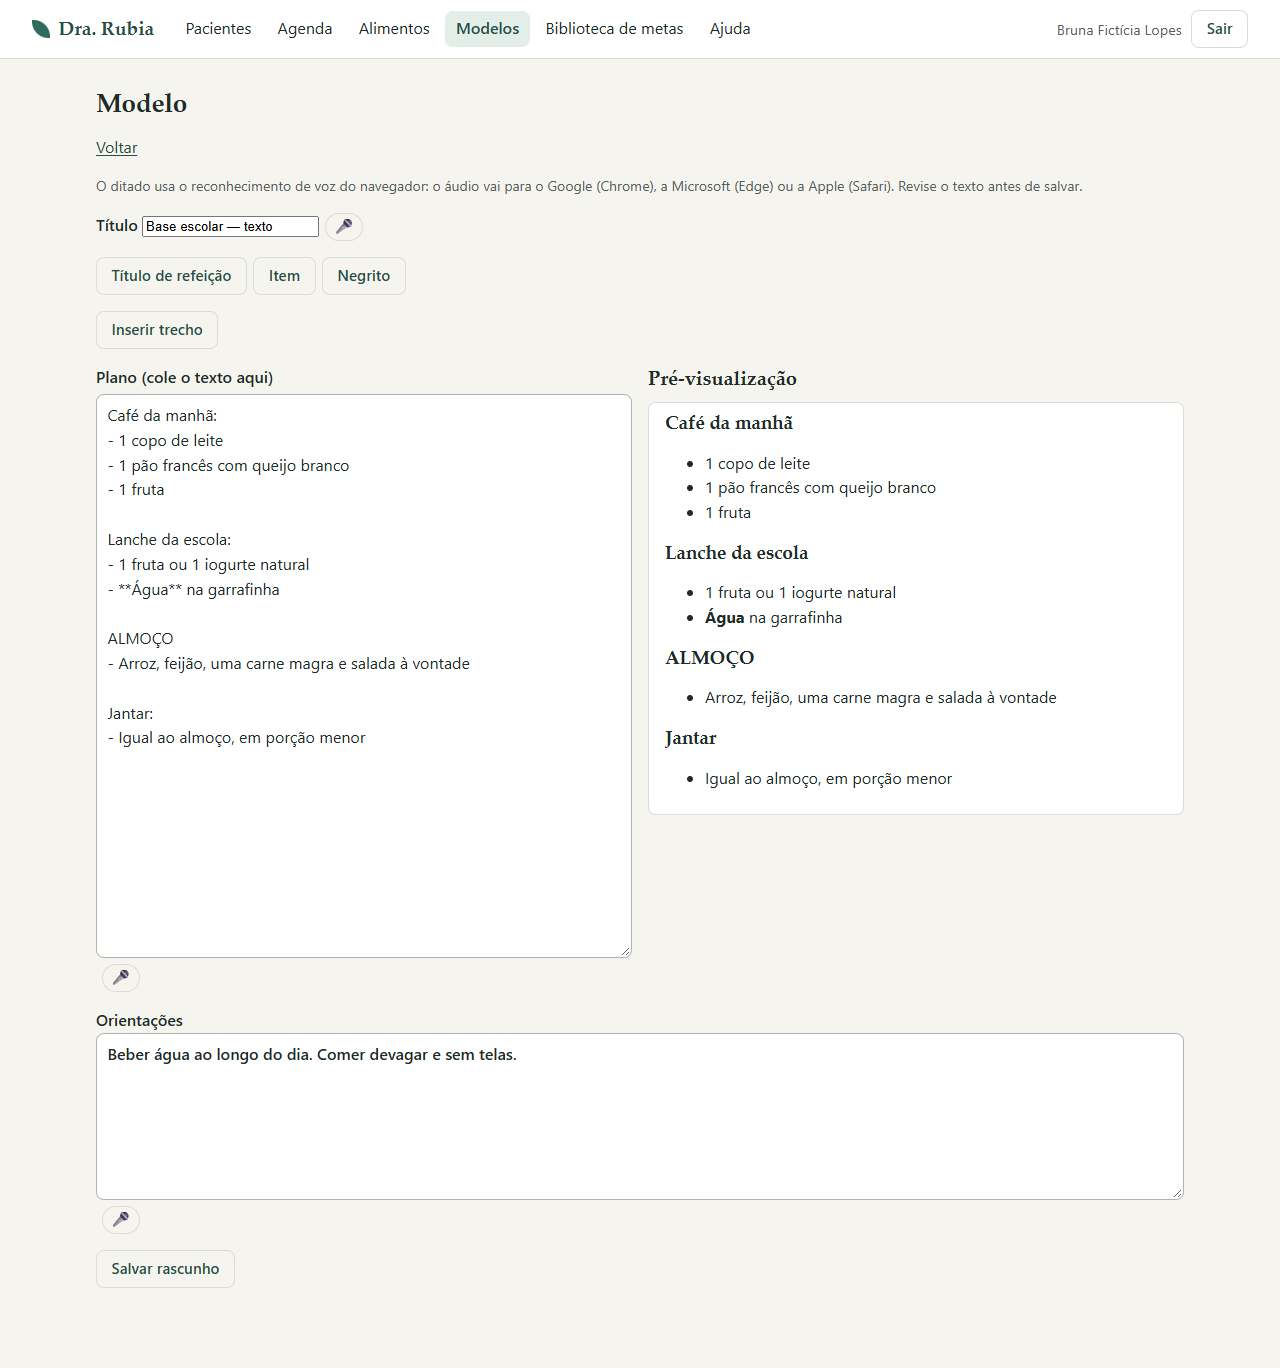 Dra. Rubia Pacientes Agenda Alimentos Modelos Biblioteca de metas Ajuda Bruna Fictícia Lopes Sair
Modelo
Voltar
O ditado usa o reconhecimento de voz do navegador: o áudio vai para o Google (Chrome), a Microsoft (Edge) ou a Apple (Safari). Revise o texto antes de salvar.
Título Base escolar — texto
Título de refeição Item Negrito
Inserir trecho
Plano (cole o texto aqui)
Café da manhã:
- 1 copo de leite
- 1 pão francês com queijo branco
- 1 fruta
Lanche da escola:
- 1 fruta ou 1 iogurte natural
- **Água** na garrafinha
ALMOÇO
- Arroz, feijão, uma carne magra e salada à vontade
Jantar:
- Igual ao almoço, em porção menor
Pré-visualização
Café da manhã
• 1 copo de leite
• 1 pão francês com queijo branco
• 1 fruta
Lanche da escola
• 1 fruta ou 1 iogurte natural
• Água na garrafinha
ALMOÇO
• Arroz, feijão, uma carne magra e salada à vontade
Jantar
• Igual ao almoço, em porção menor
Orientações
Beber água ao longo do dia. Comer devagar e sem telas.
Salvar rascunho